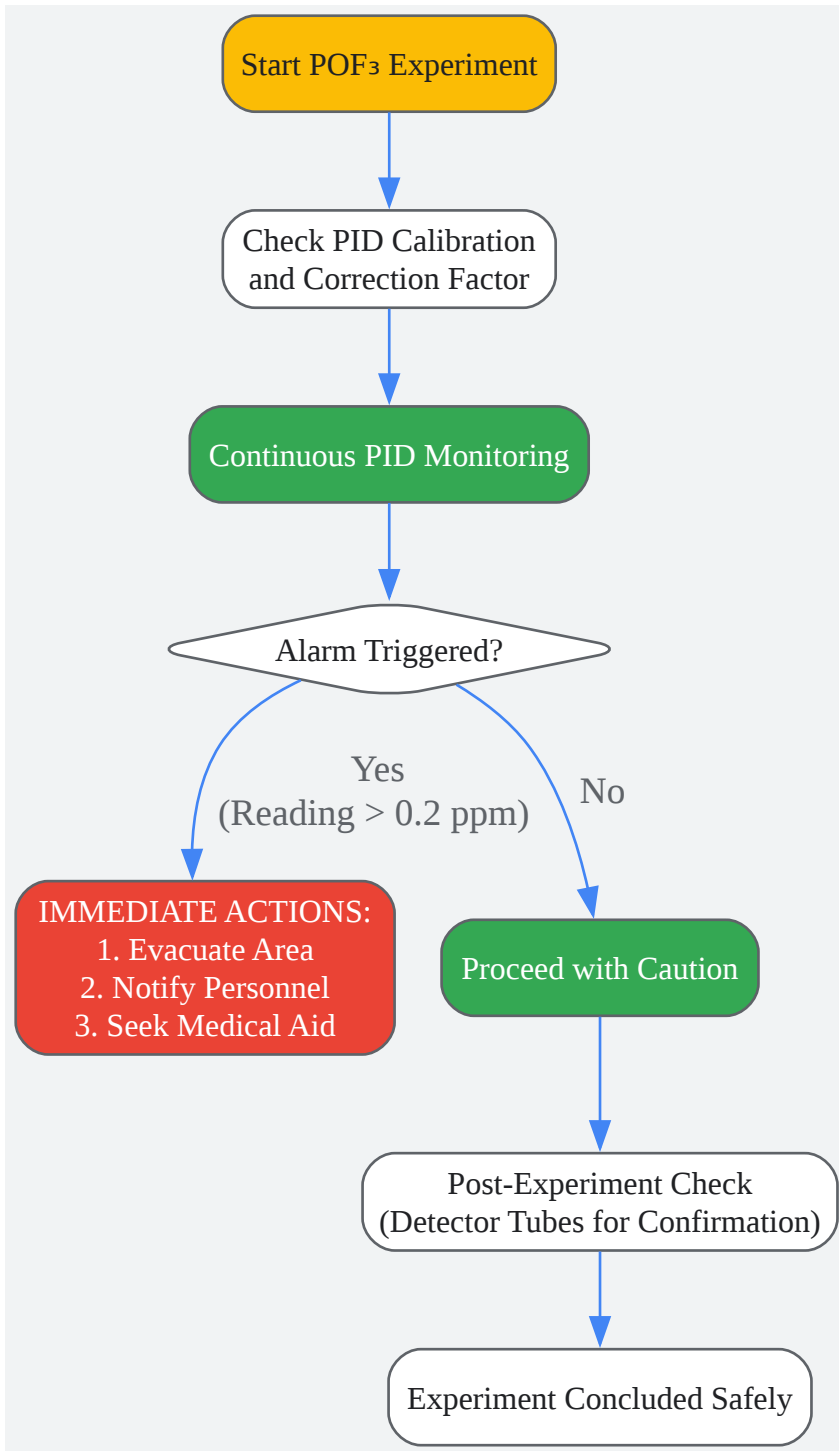 Start POF₃ Experiment
Check PID Calibration
and Correction Factor
Continuous PID Monitoring
Alarm Triggered?
Yes
(Reading > 0.2 ppm)
No
IMMEDIATE ACTIONS:
1. Evacuate Area
2. Notify Personnel
3. Seek Medical Aid
Proceed with Caution
Post-Experiment Check
(Detector Tubes for Confirmation)
Experiment Concluded Safely